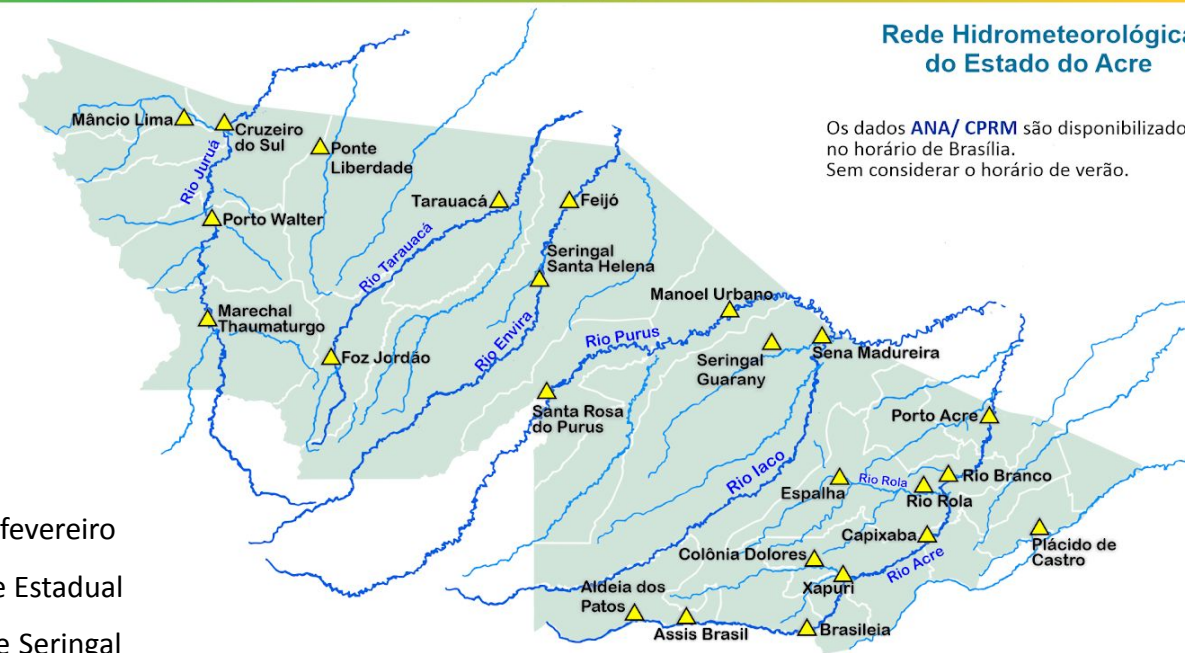 Rede Hidrometeorológica
do Estado do Acre
Os dados ANA/ CPRM são disponibilizado
no horário de Brasília.
Sem considerar o horário de verão.
Mâncio Lima
Cruzeiro
do Sul
Ponte
Liberdade
Rio Juruá
Porto Walter
Tarauacá
Feijó
Rio Tarauacá
Seringal
Santa Helena
Marechal
Thaumaturgo
Foz Jordão
Rio Envira
Manoel Urbano
Rio Purus
Seringal
Guarany
Sena Madureira
Santa Rosa
do Purus
Porto Acre
Rio Iaco
Espalha
Rio Rola
Rio Rola
Rio Branco
Capixaba
Plácido de
Castro
Colônia Dolores
Xapuri
Rio Acre
Aldeia dos
Patos
Assis Brasil
Brasileia
fevereiro
e Estadual
e Seringal